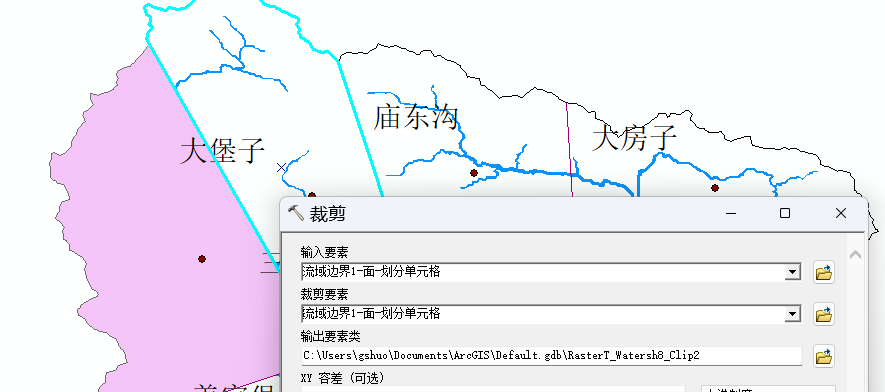 庙东沟
大房子
大堡子
裁剪
输入要素
流域边界1-面-划分单元格
裁剪要素
流域边界1-面-划分单元格
输出要素类
C:\Users\gshuo\Documents\ArcGIS\Default.gdb\RasterT_Watersh8_Clip2
XY 容差 (可选)